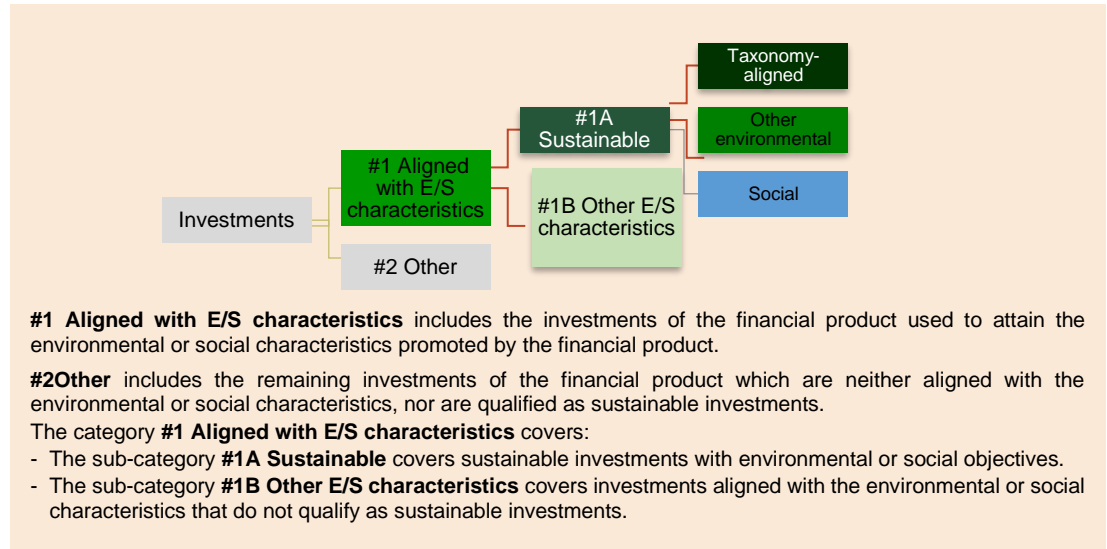 Taxonomy-
aligned
#1A
Sustainable
Other
environmental
#1 Aligned
with E/S
characteristics
#1B Other E/S
characteristics
Social
Investments
#2 Other
#1 Aligned with E/S characteristics includes the investments of the financial product used to attain the
environmental or social characteristics promoted by the financial product.
#2Other includes the remaining investments of the financial product which are neither aligned with the
environmental or social characteristics, nor are qualified as sustainable investments.
The category #1 Aligned with E/S characteristics covers:
- The sub-category #1A Sustainable covers sustainable investments with environmental or social objectives.
- The sub-category #1B Other E/S characteristics covers investments aligned with the environmental or social
characteristics that do not qualify as sustainable investments.